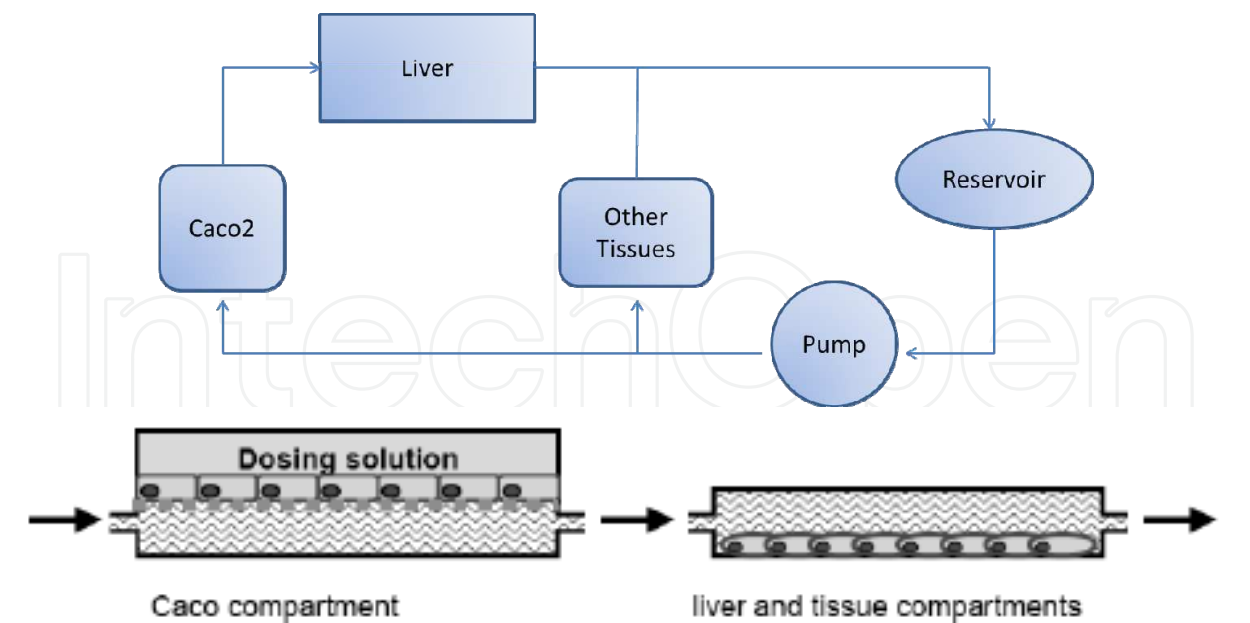 Liver
Caco2
Other
Tissues
Reservoir
Pump
IntechOpen
Dosing solution
Caco compartment
liver and tissue compartments